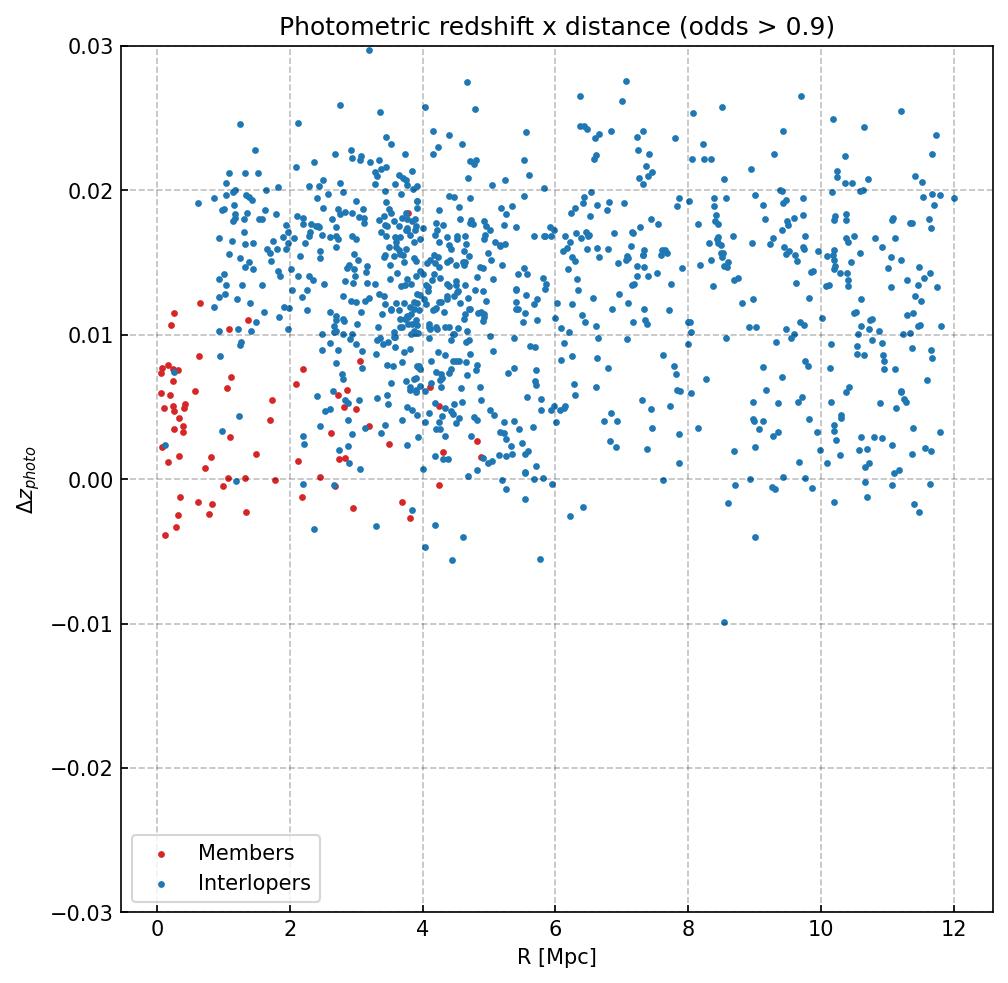 Photometric redshift x distance (odds > 0.9)
0.03
0.02
0.01
0.00
−0.01
−0.02
−0.03
Δz_photo
Members
Interlopers
0 2 4 6 8 10 12
R [Mpc]